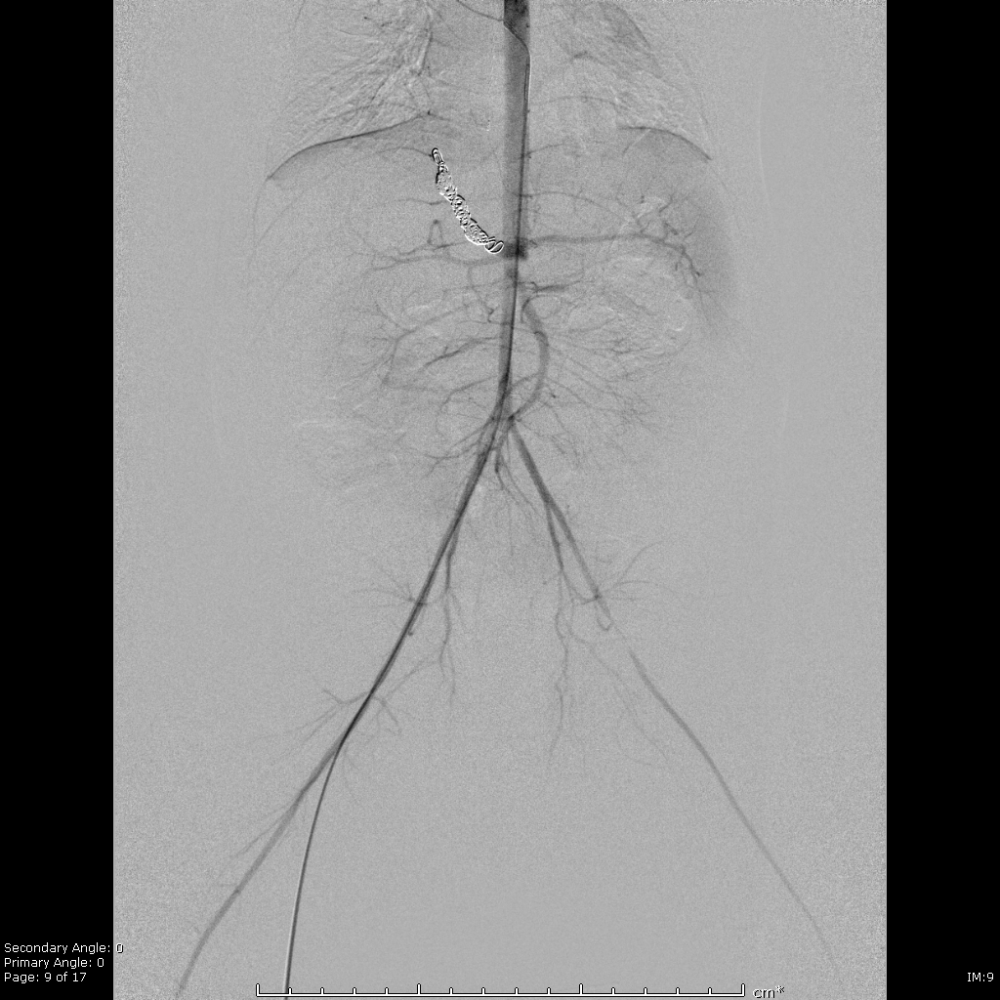 Secondary Angle: 0
Primary Angle: 0
Page: 9 of 17
IM:9
cm*